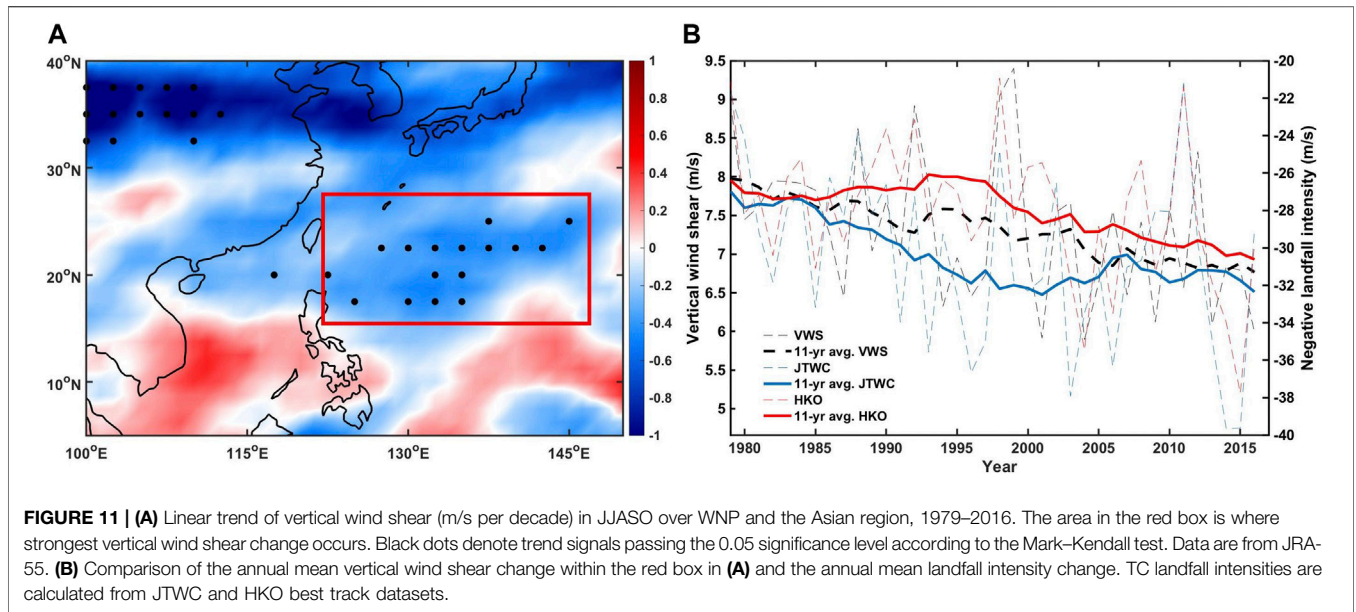 A
40°N
30°N
20°N
10°N
100°E
115°E
130°E
145°E
1
0.8
0.6
0.4
0.2
0
-0.2
-0.4
-0.6
-0.8
-1
B
9.5
9
8.5
8
7.5
7
6.5
6
5.5
5
Vertical wind shear (m/s)
VWS
11-yr avg. VWS
JTWC
11-yr avg. JTWC
HKO
11-yr avg. HKO
1980
1985
1990
1995
2000
2005
2010
2015
Year
-20
-22
-24
-26
-28
-30
-32
-34
-36
-38
-40
Negative landfall intensity (m/s)
FIGURE 11 | (A) Linear trend of vertical wind shear (m/s per decade) in JJASO over WNP and the Asian region, 1979–2016. The area in the red box is where
strongest vertical wind shear change occurs. Black dots denote trend signals passing the 0.05 significance level according to the Mark–Kendall test. Data are from JRA-
55. (B) Comparison of the annual mean vertical wind shear change within the red box in (A) and the annual mean landfall intensity change. TC landfall intensities are
calculated from JTWC and HKO best track datasets.